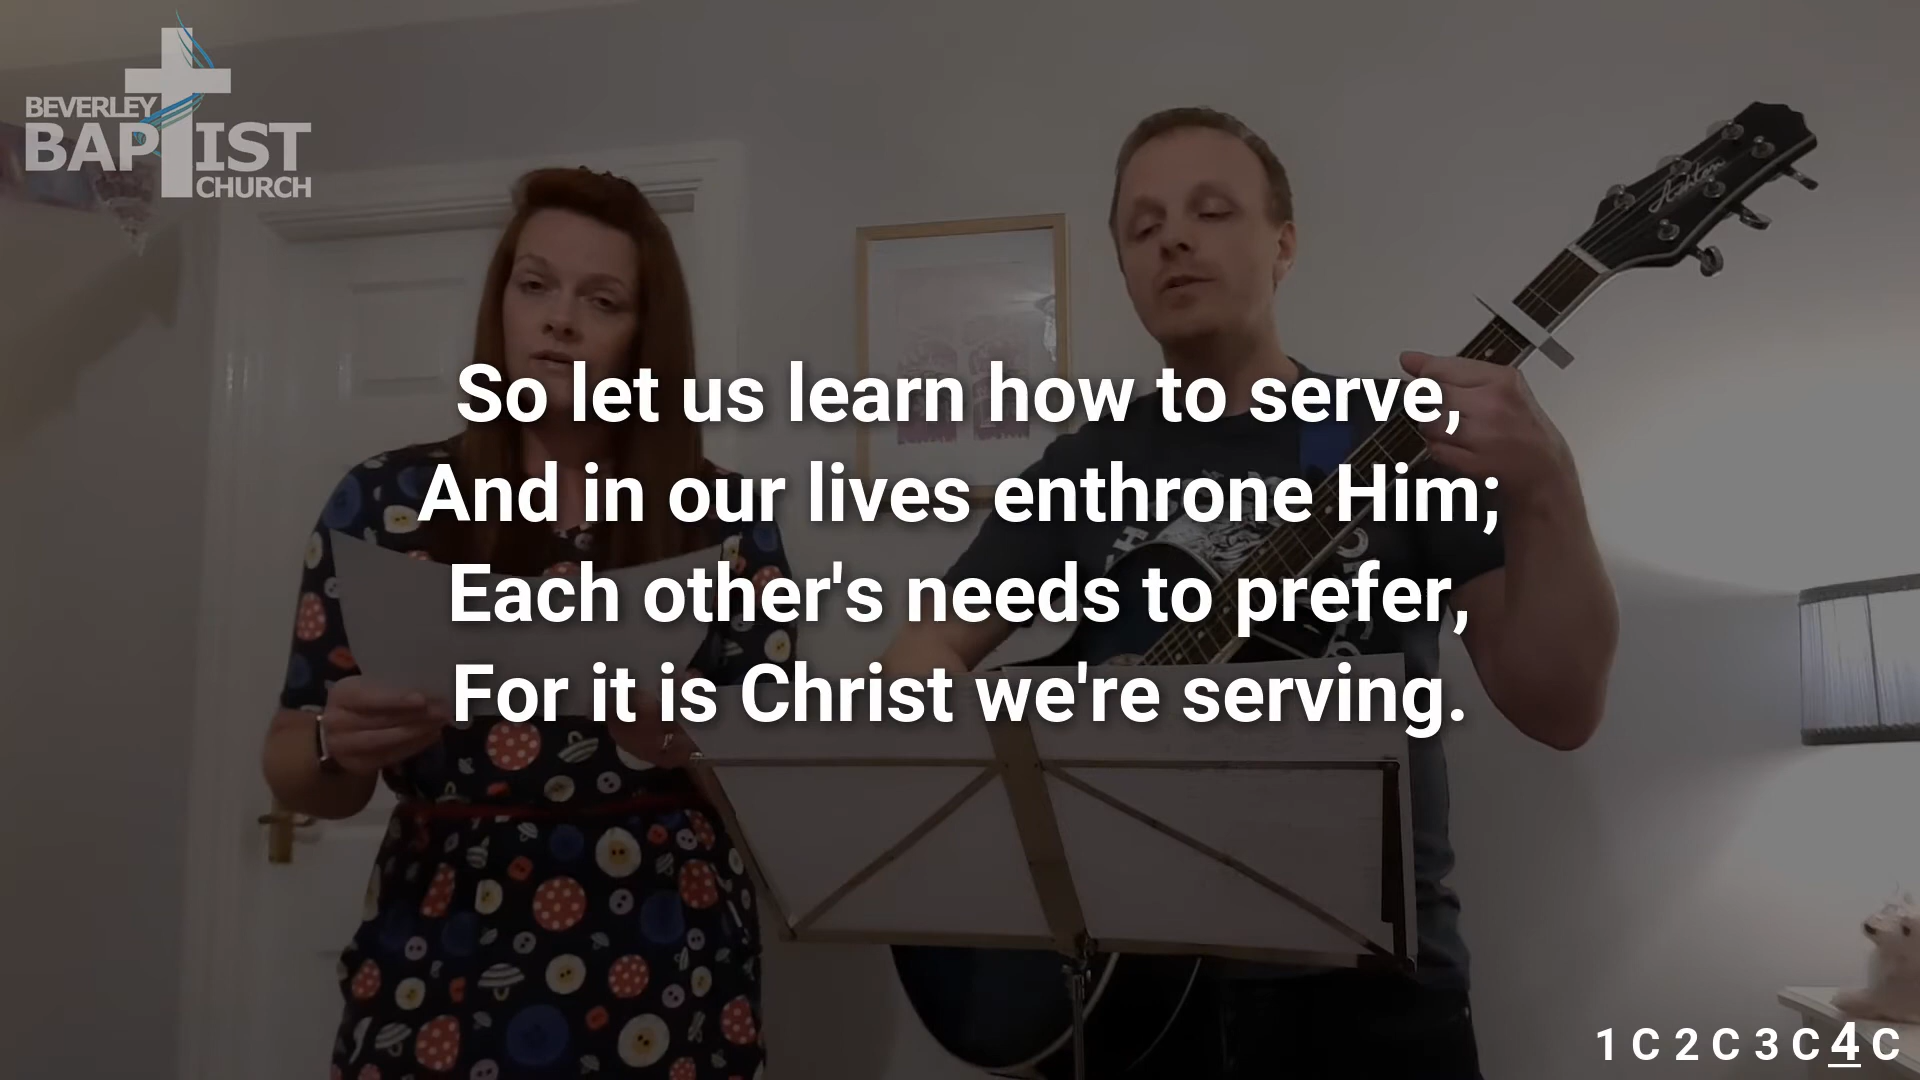 BEVERLEY
BAPTIST
CHURCH
Ashton
So let us learn how to serve,
And in our lives enthrone Him;
Each other's needs to prefer,
For it is Christ we're serving.
1 C 2 C 3 C 4 C